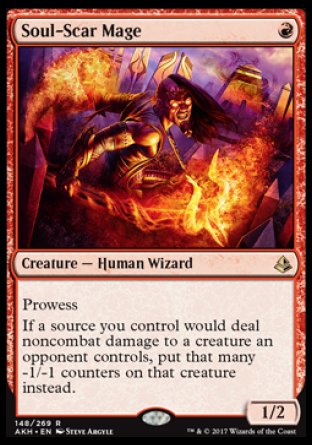 Soul-Scar Mage
Creature — Human Wizard
Prowess
If a source you control would deal
noncombat damage to a creature an
opponent controls, put that many
-1/-1 counters on that creature
instead.
1/2
148/269 R
AKH • EN Steve Argyle
™ & © 2017 Wizards of the Coast